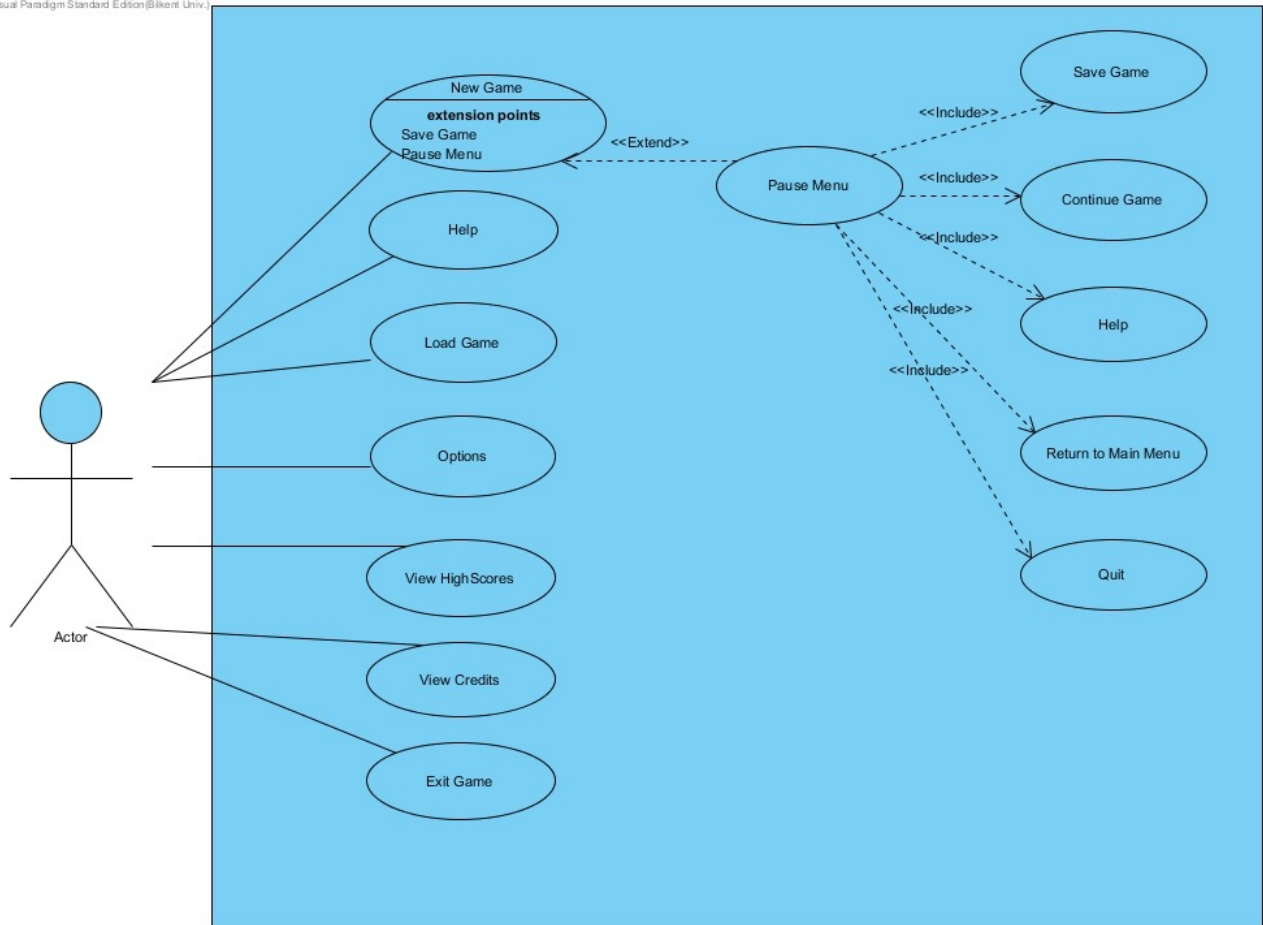 sual Paradigm Standard Edition(Bilkent Univ.)
New Game
extension points
Save Game
Pause Menu
Help
Load Game
Options
View HighScores
View Credits
Exit Game
Actor
<<Extend>>
Pause Menu
<<Include>>
<<Include>>
<<Include>>
<<Include>>
<<Include>>
Save Game
Continue Game
Help
Return to Main Menu
Quit